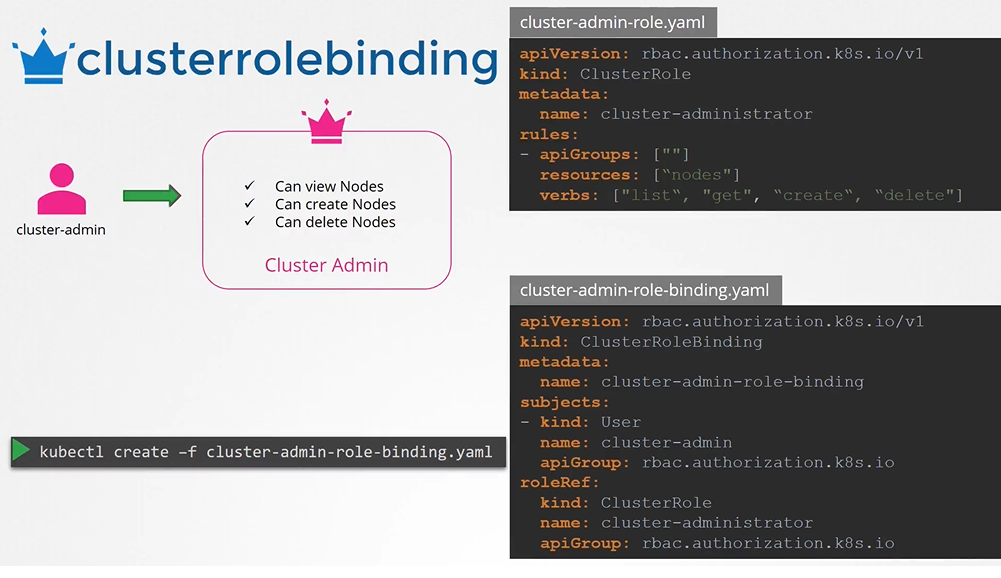 clusterrolebinding
cluster-admin
✓ Can view Nodes
✓ Can create Nodes
✓ Can delete Nodes
Cluster Admin
kubectl create –f cluster-admin-role-binding.yaml
cluster-admin-role.yaml
apiVersion: rbac.authorization.k8s.io/v1
kind: ClusterRole
metadata:
  name: cluster-administrator
rules:
- apiGroups: [""]
  resources: [“nodes"]
  verbs: ["list“, "get", “create“, “delete"]
cluster-admin-role-binding.yaml
apiVersion: rbac.authorization.k8s.io/v1
kind: ClusterRoleBinding
metadata:
  name: cluster-admin-role-binding
subjects:
- kind: User
  name: cluster-admin
  apiGroup: rbac.authorization.k8s.io
roleRef:
  kind: ClusterRole
  name: cluster-administrator
  apiGroup: rbac.authorization.k8s.io